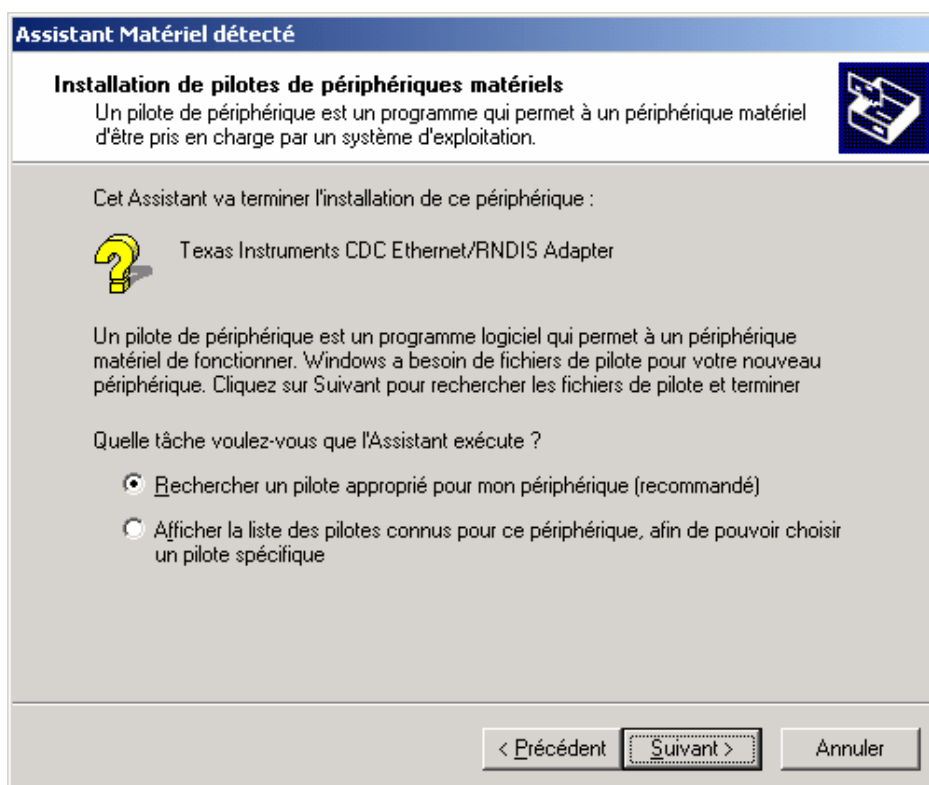 Assistant Matériel détecté
Installation de pilotes de périphériques matériels
Un pilote de périphérique est un programme qui permet à un périphérique matériel
d'être pris en charge par un système d'exploitation.
Cet Assistant va terminer l'installation de ce périphérique :
Texas Instruments CDC Ethernet/RNDIS Adapter
Un pilote de périphérique est un programme logiciel qui permet à un périphérique
matériel de fonctionner. Windows a besoin de fichiers de pilote pour votre nouveau
périphérique. Cliquez sur Suivant pour rechercher les fichiers de pilote et terminer
Quelle tâche voulez-vous que l'Assistant exécute ?
Rechercher un pilote approprié pour mon périphérique (recommandé)
Afficher la liste des pilotes connus pour ce périphérique, afin de pouvoir choisir
un pilote spécifique
< Précédent Suivant > Annuler